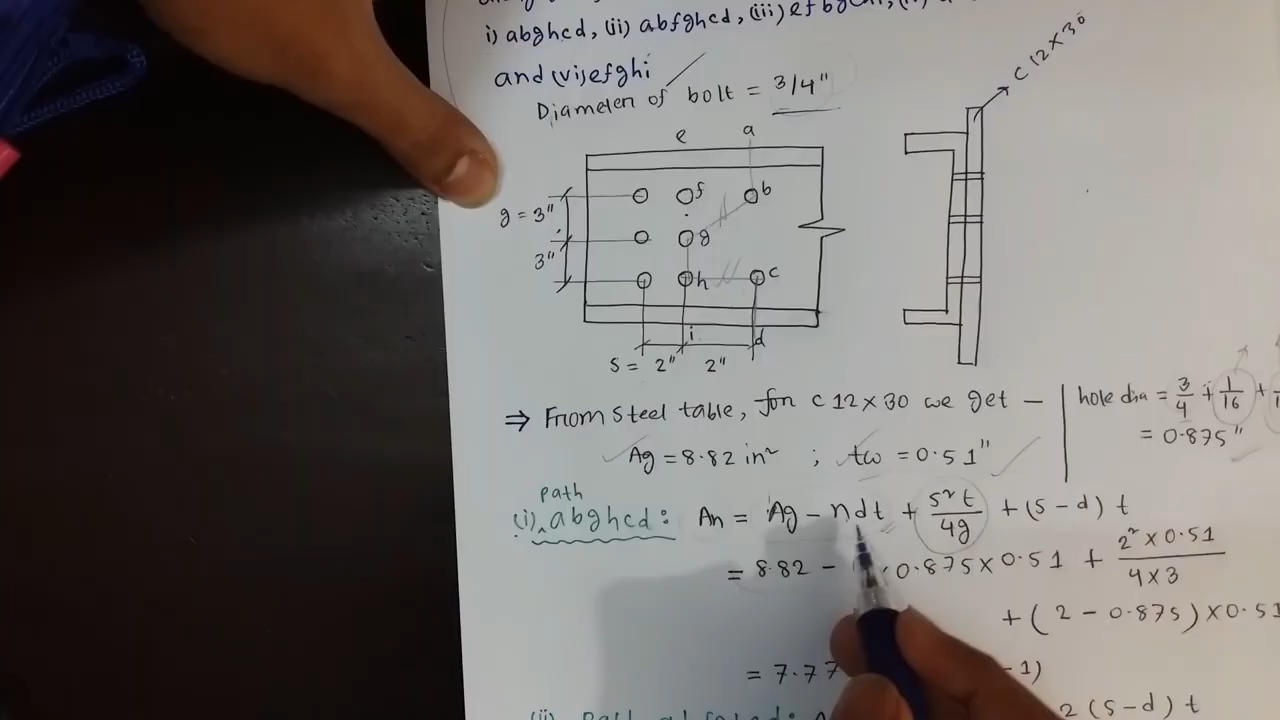 i) abghcd, (ii) abfghcd, (iii)
and (vi)efghi
Diameter of bolt = 3/4"
C 12×30
e a
f b
g = 3" g
3"
h c
i d
S = 2" 2"
⇒ From steel table, for C 12×30 we get —
Ag = 8.82 in² ; tw = 0.51"
hole dia = 3/4 + 1/16 +
= 0.875"
path
(i) abghcd: An = Ag - ndt + s²t/4g + (s-d) t
= 8.82 - × 0.875 × 0.51 + 2² × 0.51/4×3
+ (2 - 0.875) × 0.51
= 7.77 -1)
(ii) 2 (s-d) t